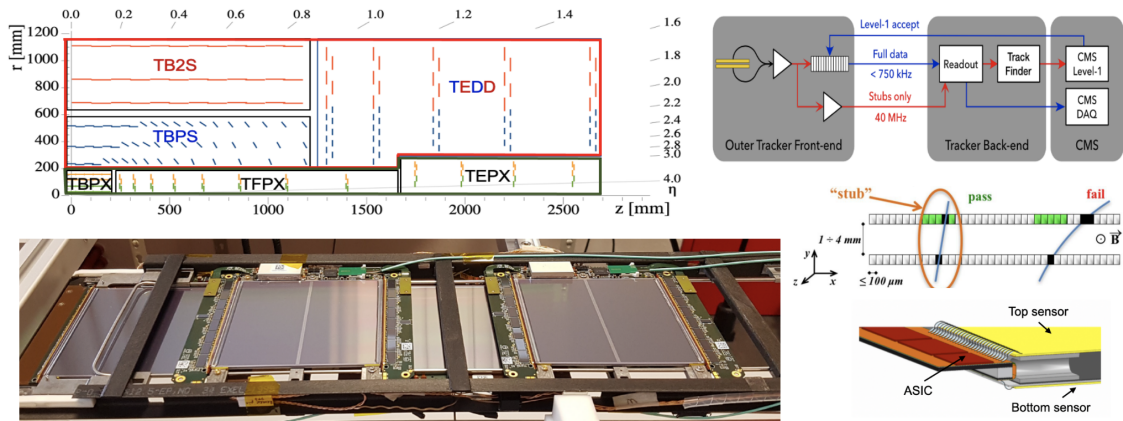 0.0 0.2 0.4 0.6 0.8 1.0 1.2 1.4 1.6
r [mm]
1200
1000
800
600
400
200
0
TB2S
TBPS
TEDD
TBPX
TFPX
TEPX
1.8
2.0
2.2
2.4
2.6
2.8
3.0
4.0
η
0 500 1000 1500 2000 2500
z [mm]
Level-1 accept
Full data
< 750 kHz
Stubs only
40 MHz
Readout
Track
Finder
CMS
Level-1
CMS
DAQ
Outer Tracker Front-end
Tracker Back-end
CMS
“stub”
pass
fail
1 ÷ 4 mm
B
y
z
x
≤ 100 μm
Top sensor
ASIC
Bottom sensor